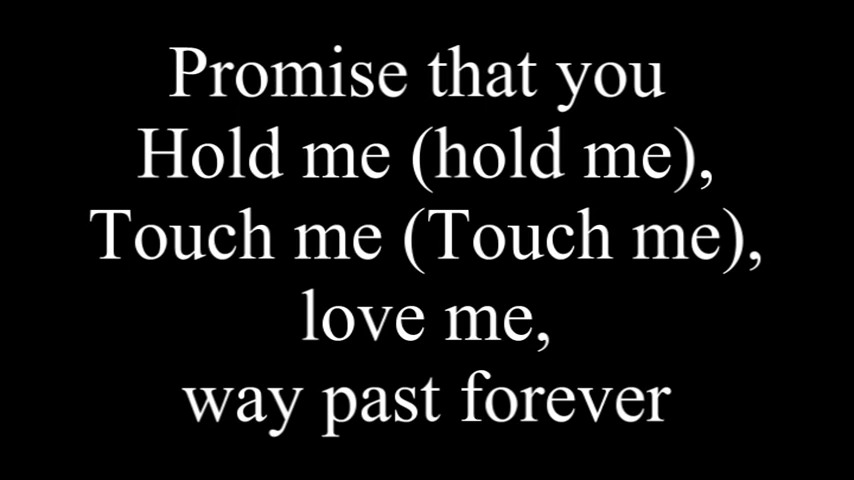 Promise that you
Hold me (hold me),
Touch me (Touch me),
love me,
way past forever